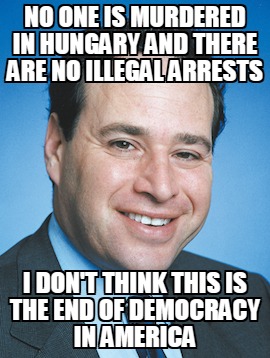 NO ONE IS MURDERED
IN HUNGARY AND THERE
ARE NO ILLEGAL ARRESTS
I DON'T THINK THIS IS
THE END OF DEMOCRACY
IN AMERICA